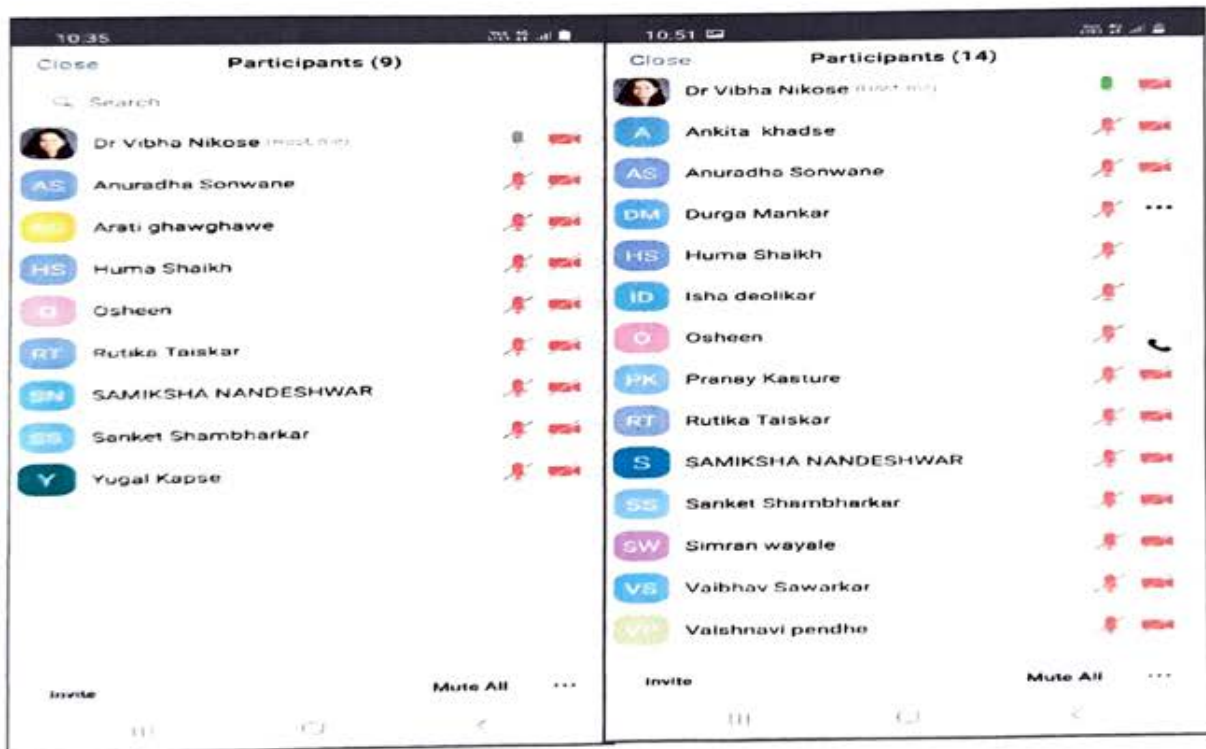 10:35
Close Participants (9)
Search
Dr Vibha Nikose (Host, me)
AS Anuradha Sonwane
Arati ghawghawe
HS Huma Shaikh
O Osheen
RT Rutika Taiskar
SN SAMIKSHA NANDESHWAR
SS Sanket Shambharkar
Y Yugal Kapse
Invite Mute All ...
10:51
Close Participants (14)
Dr Vibha Nikose (Host, me)
A Ankita khadse
AS Anuradha Sonwane
DM Durga Mankar ...
HS Huma Shaikh
ID Isha deolikar
O Osheen
PK Pranay Kasture
RT Rutika Taiskar
S SAMIKSHA NANDESHWAR
SS Sanket Shambharkar
SW Simran wayale
VS Vaibhav Sawarkar
VP Vaishnavi pendhe
Invite Mute All ...